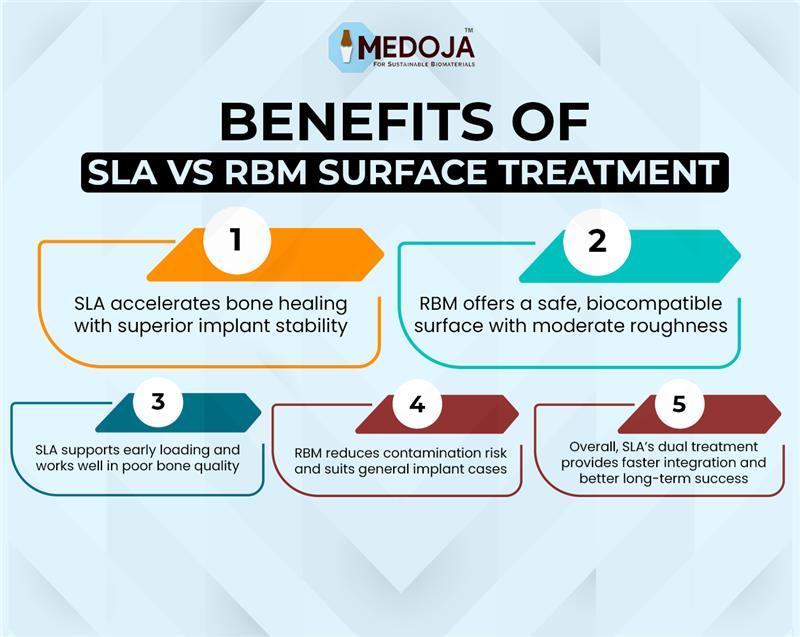 MEDOJA™
FOR SUSTAINABLE BIOMATERIALS
BENEFITS OF
SLA VS RBM SURFACE TREATMENT
1
SLA accelerates bone healing
with superior implant stability
2
RBM offers a safe, biocompatible
surface with moderate roughness
3
SLA supports early loading and
works well in poor bone quality
4
RBM reduces contamination risk
and suits general implant cases
5
Overall, SLA's dual treatment
provides faster integration and
better long-term success